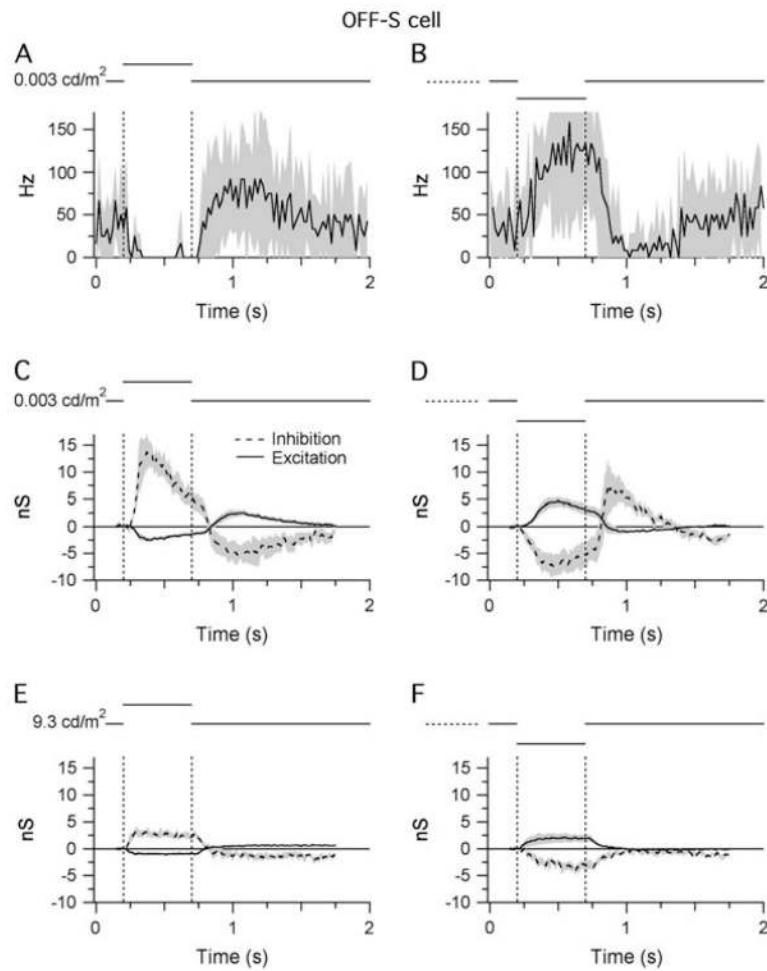 OFF-S cell
A
B
0.003 cd/m²
150
100
50
0
Hz
0
1
2
Time (s)
150
100
50
0
Hz
0
1
2
Time (s)
C
D
0.003 cd/m²
Inhibition
Excitation
15
10
5
0
-5
-10
nS
0
1
2
Time (s)
15
10
5
0
-5
-10
nS
0
1
2
Time (s)
E
F
9.3 cd/m²
15
10
5
0
-5
-10
nS
0
1
2
Time (s)
15
10
5
0
-5
-10
nS
0
1
2
Time (s)